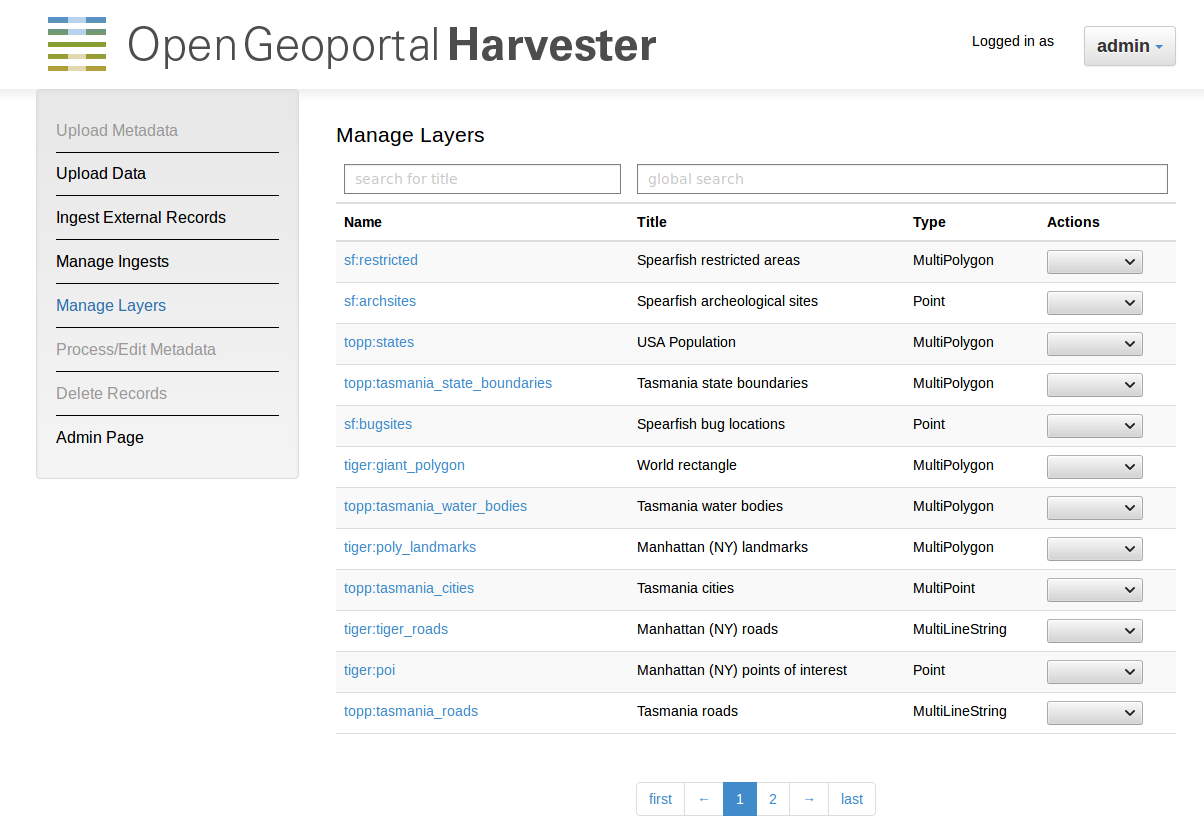 Open Geoportal Harvester
Logged in as
admin
Upload Metadata
Upload Data
Ingest External Records
Manage Ingests
Manage Layers
Process/Edit Metadata
Delete Records
Admin Page
Manage Layers
search for title global search
Name Title Type Actions
sf:restricted Spearfish restricted areas MultiPolygon
sf:archsites Spearfish archeological sites Point
topp:states USA Population MultiPolygon
topp:tasmania_state_boundaries Tasmania state boundaries MultiPolygon
sf:bugsites Spearfish bug locations Point
tiger:giant_polygon World rectangle MultiPolygon
topp:tasmania_water_bodies Tasmania water bodies MultiPolygon
tiger:poly_landmarks Manhattan (NY) landmarks MultiPolygon
topp:tasmania_cities Tasmania cities MultiPoint
tiger:tiger_roads Manhattan (NY) roads MultiLineString
tiger:poi Manhattan (NY) points of interest Point
topp:tasmania_roads Tasmania roads MultiLineString
first ← 1 2 → last